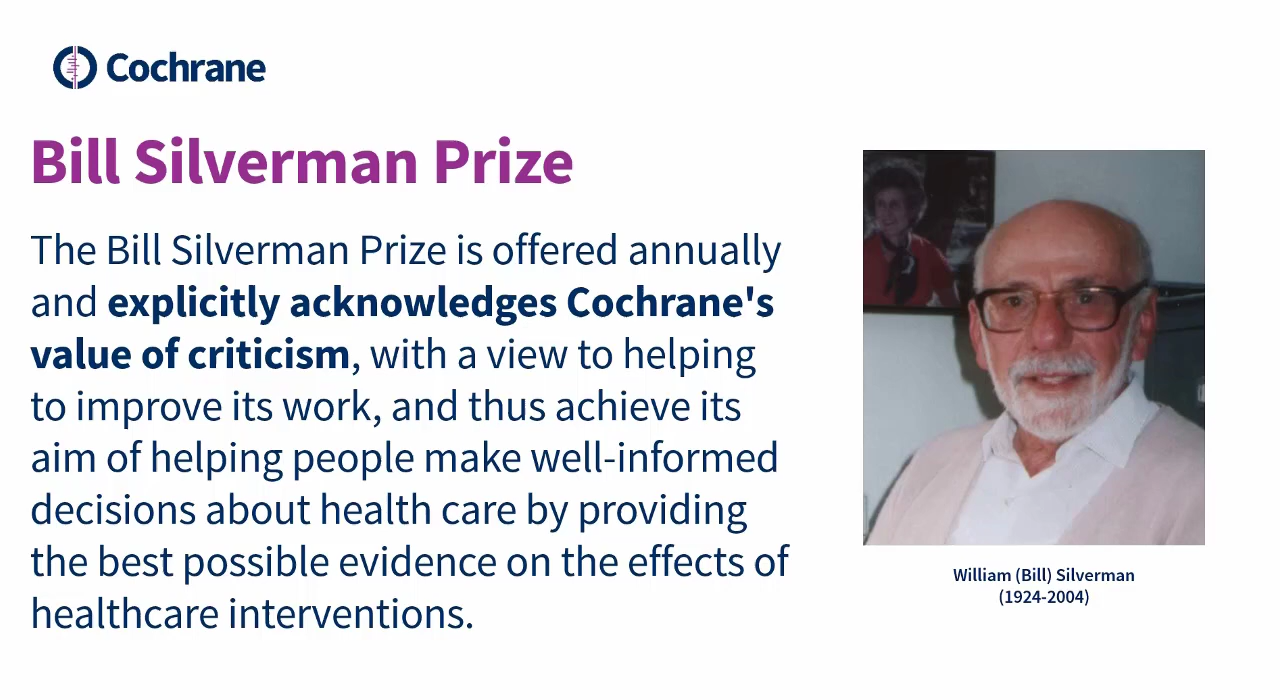 Cochrane
Bill Silverman Prize
The Bill Silverman Prize is offered annually
and explicitly acknowledges Cochrane's
value of criticism, with a view to helping
to improve its work, and thus achieve its
aim of helping people make well-informed
decisions about health care by providing
the best possible evidence on the effects of
healthcare interventions.
William (Bill) Silverman
(1924-2004)